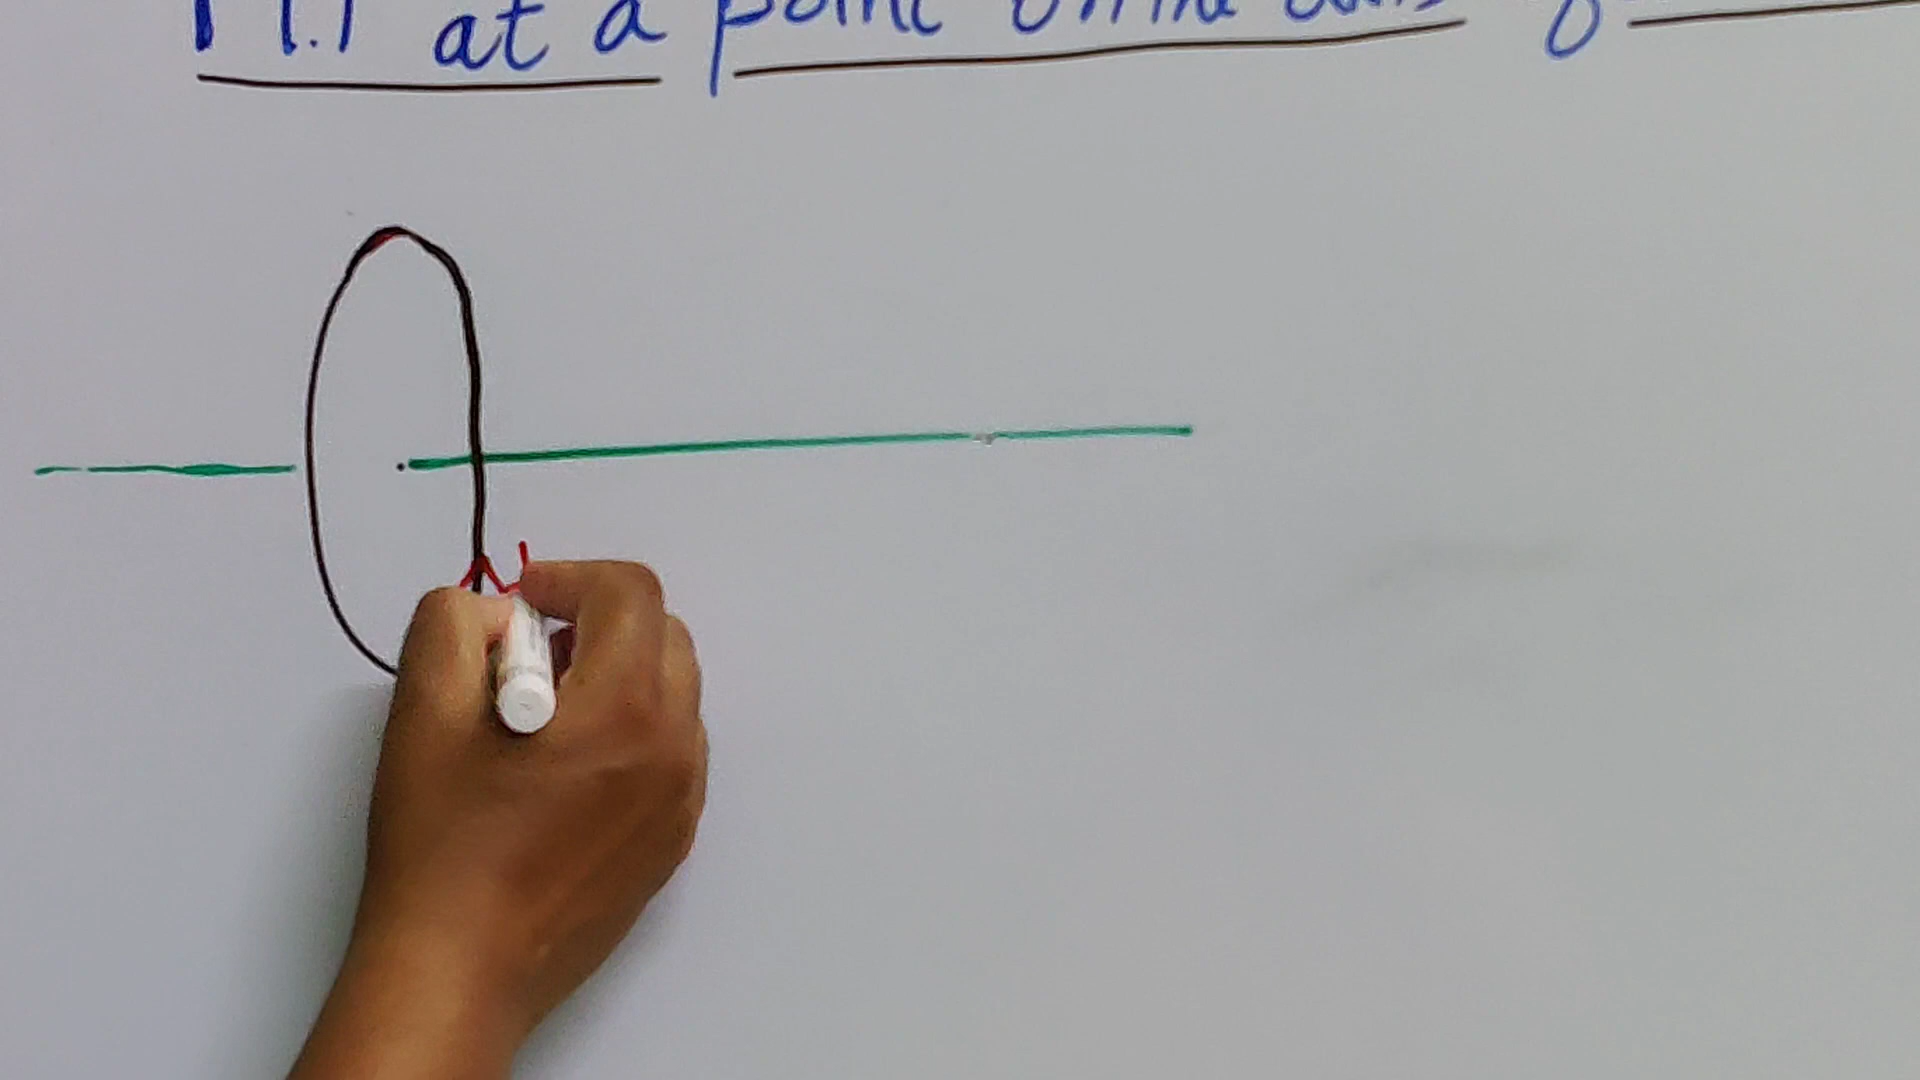 at a point on the axis of